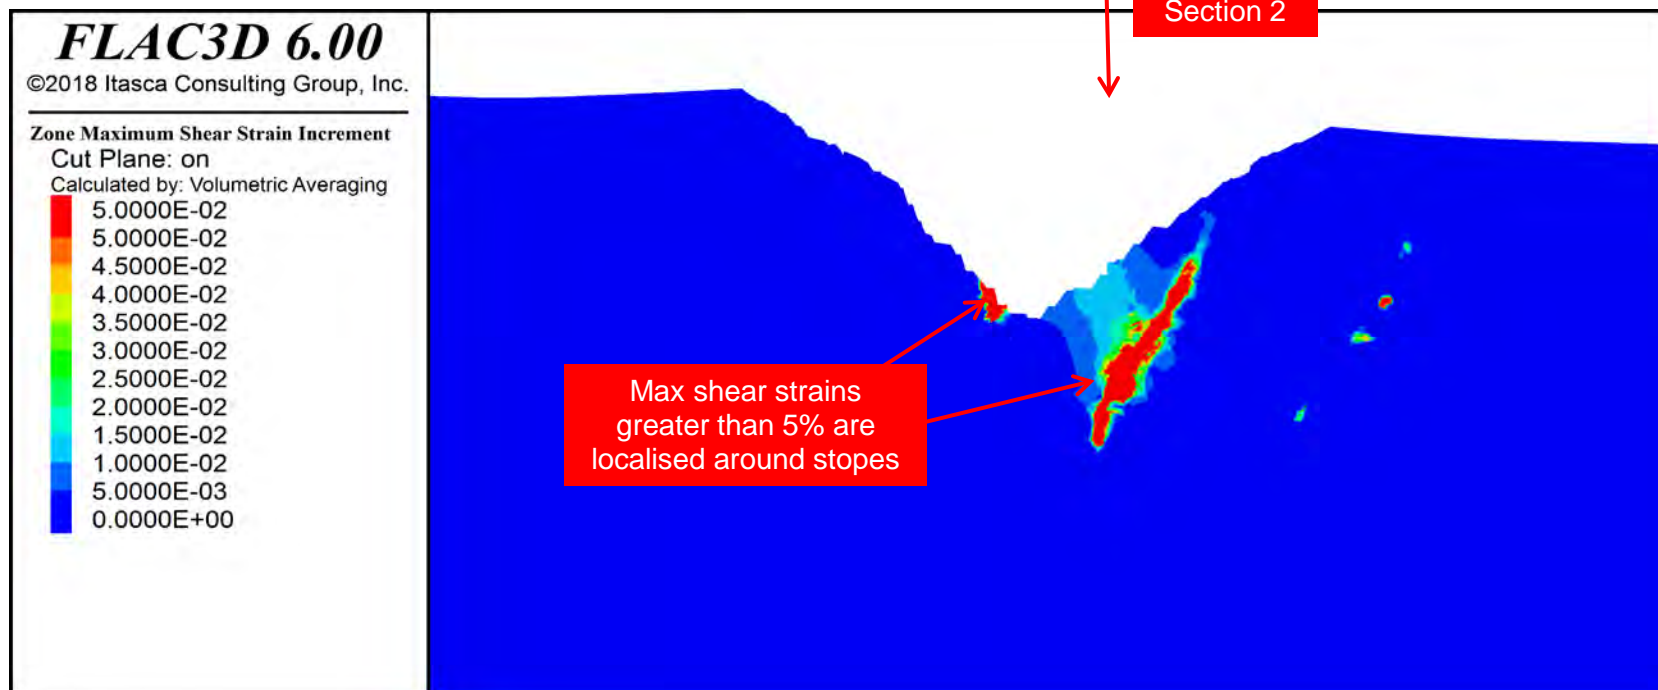 FLAC3D 6.00
©2018 Itasca Consulting Group, Inc.
Zone Maximum Shear Strain Increment
Cut Plane: on
Calculated by: Volumetric Averaging
5.0000E-02
5.0000E-02
4.5000E-02
4.0000E-02
3.5000E-02
3.0000E-02
2.5000E-02
2.0000E-02
1.5000E-02
1.0000E-02
5.0000E-03
0.0000E+00
Section 2
Max shear strains
greater than 5% are
localised around stopes